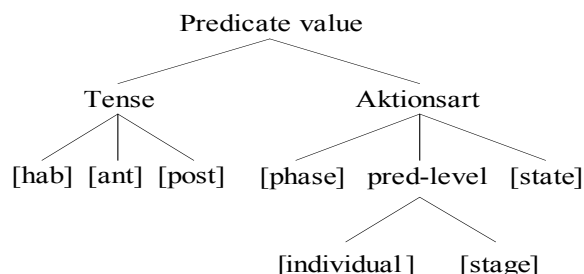 Predicate value
Tense Aktionsart
[hab] [ant] [post] [phase] pred-level [state]
[individual] [stage]